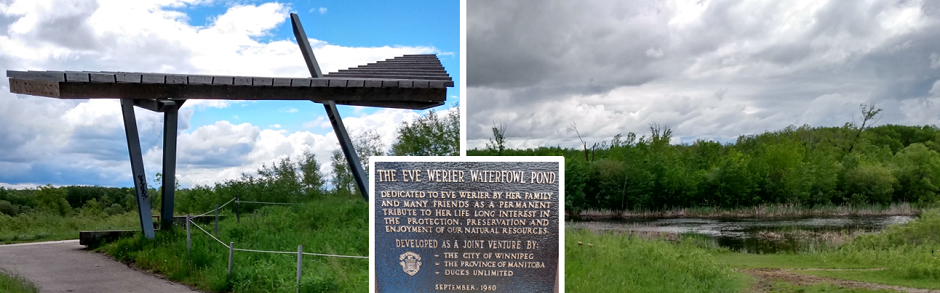 THE EVE WERIER WATERFOWL POND
DEDICATED TO EVE WERIER BY HER FAMILY
AND MANY FRIENDS AS A PERMANENT
TRIBUTE TO HER LIFE LONG INTEREST IN
THE PROTECTION, PRESERVATION AND
ENJOYMENT OF OUR NATURAL RESOURCES.
DEVELOPED AS A JOINT VENTURE BY:
- THE CITY OF WINNIPEG
- THE PROVINCE OF MANITOBA
- DUCKS UNLIMITED
SEPTEMBER, 1980